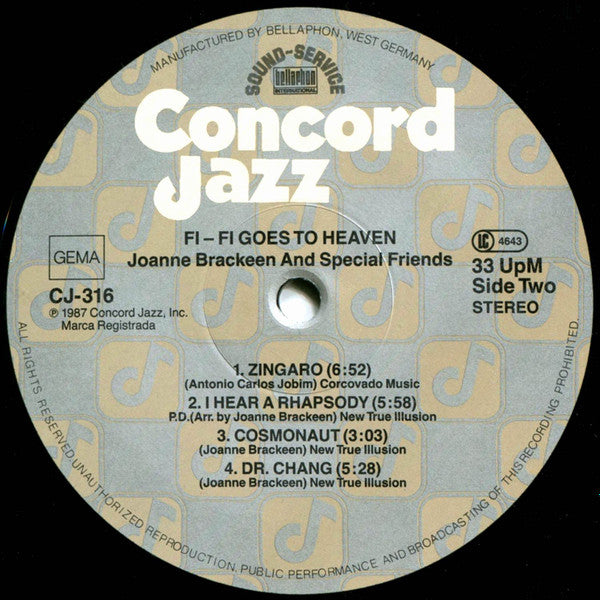 MANUFACTURED BY BELLAPHON, WEST GERMANY
SOUND-SERVICE
bellaphon
INTERNATIONAL
Concord
Jazz
FI – FI GOES TO HEAVEN
Joanne Brackeen And Special Friends
GEMA
LC 4643
CJ-316
℗ 1987 Concord Jazz, Inc.
Marca Registrada
33 UpM
Side Two
STEREO
1. ZINGARO (6:52)
(Antonio Carlos Jobim) Corcovado Music
2. I HEAR A RHAPSODY (5:58)
P.D.(Arr. by Joanne Brackeen) New True Illusion
3. COSMONAUT (3:03)
(Joanne Brackeen) New True Illusion
4. DR. CHANG (5:28)
(Joanne Brackeen) New True Illusion
ALL RIGHTS RESERVED.UNAUTHORIZED REPRODUCTION, PUBLIC PERFORMANCE AND BROADCASTING OF THIS RECORDING PROHIBITED.